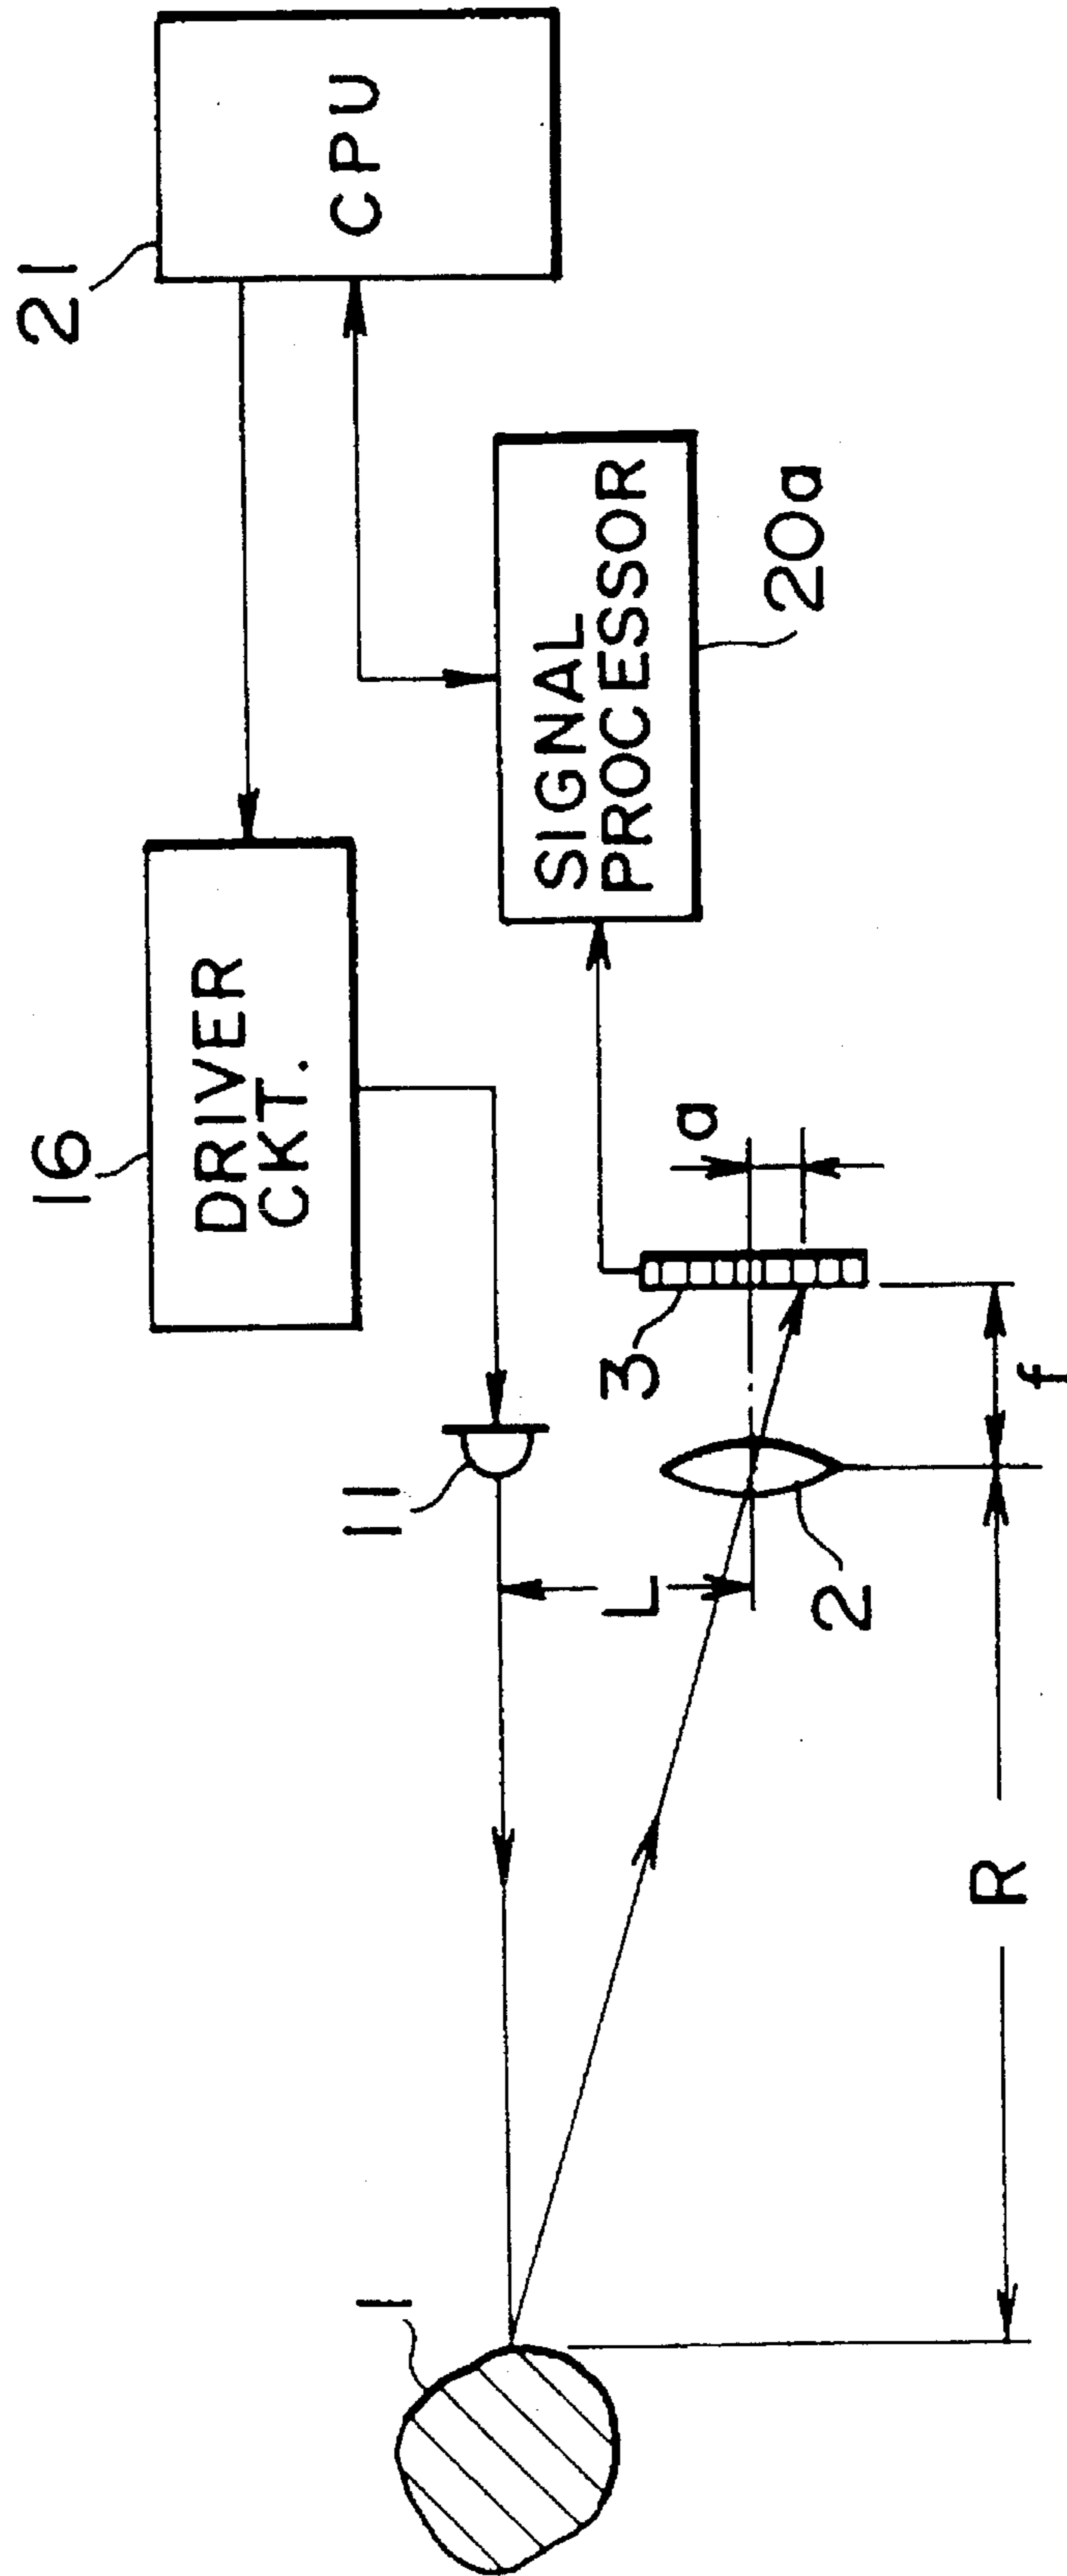 21
CPU
16
DRIVER
CKT.
SIGNAL
PROCESSOR
20a
11
3
a
L
2
f
R
1